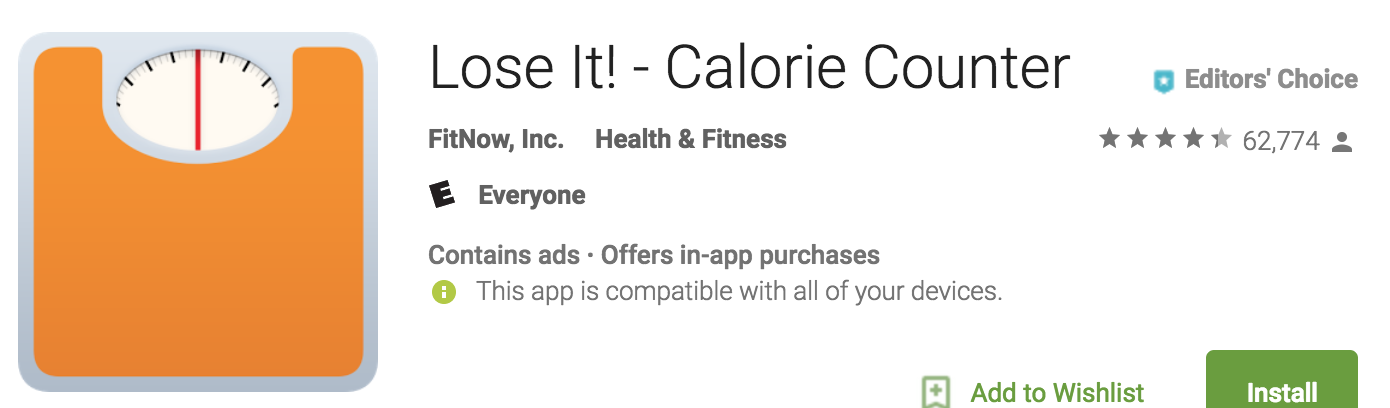 Lose It! - Calorie Counter
Editors' Choice
FitNow, Inc. Health & Fitness
62,774
E Everyone
Contains ads · Offers in-app purchases
This app is compatible with all of your devices.
Add to Wishlist
Install